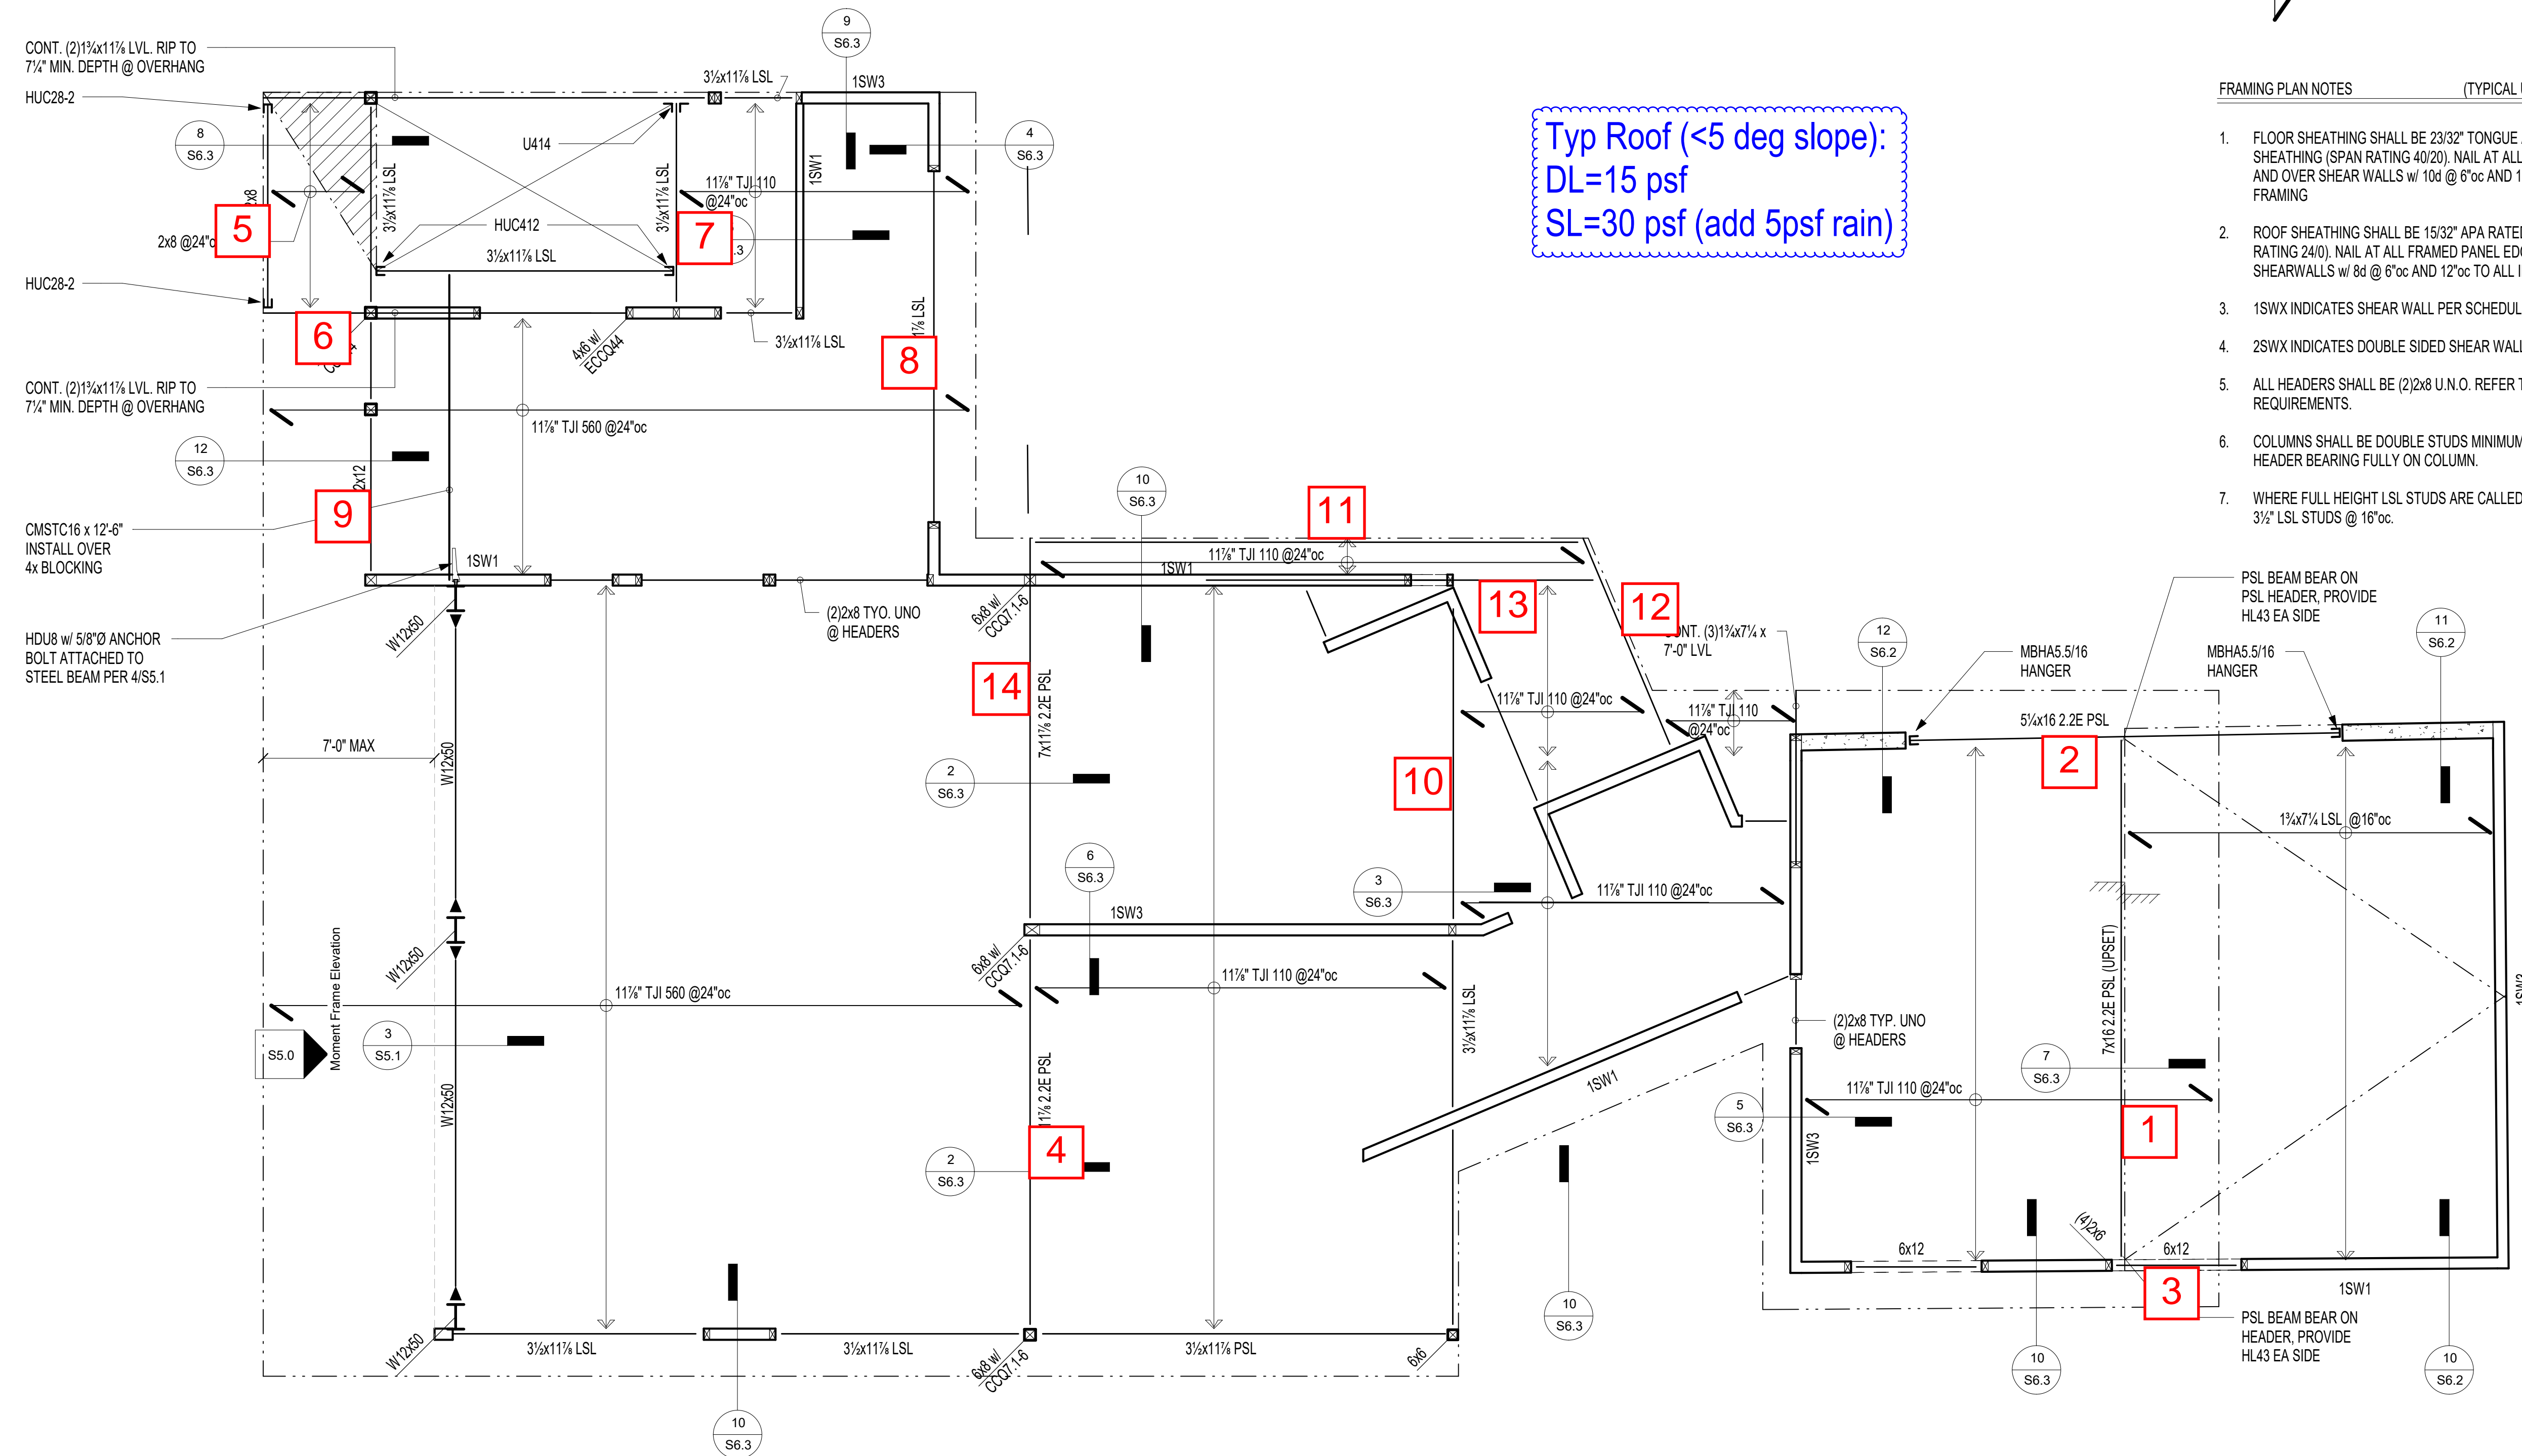 CONT. (2)1¾x11⅞ LVL. RIP TO
7¼" MIN. DEPTH @ OVERHANG
HUC28-2
8
S6.3
9
S6.3
3½x11⅞ LSL
1SW3
4
S6.3
U414
1SW1
2x8
3½x11⅞ LSL
3½x11⅞ LSL
11⅞" TJI 110
@24"oc
5
2x8 @24"o
HUC412
3½x11⅞ LSL
7
.3
HUC28-2
6
4x6 w/
ECCQ44
3½x11⅞ LSL
⅞ LSL
8
CONT. (2)1¾x11⅞ LVL. RIP TO
7¼" MIN. DEPTH @ OVERHANG
11⅞" TJI 560 @24"oc
12
S6.3
2x12
9
CMSTC16 x 12'-6"
INSTALL OVER
4x BLOCKING
1SW1
HDU8 w/ 5/8"Ø ANCHOR
BOLT ATTACHED TO
STEEL BEAM PER 4/S5.1
W12x50
(2)2x8 TYO. UNO
@ HEADERS
10
S6.3
11
11⅞" TJI 110 @24"oc
1SW1
6x8 w/
CCQ7.1-6
13
12
14
7x11⅞ 2.2E PSL
CONT. (3)1¾x7¼ x
7'-0" LVL
11⅞" TJI 110 @24"oc
11⅞" TJI 110
@24"oc
7'-0" MAX
W12x50
2
S6.3
10
6
S6.3
3
S6.3
11⅞" TJI 110 @24"oc
1SW3
W12x50
6x8 w/
CCQ7.1-6
11⅞" TJI 110 @24"oc
11⅞" TJI 560 @24"oc
3½x11⅞ LSL
S5.0
Moment Frame Elevation
3
S5.1
W12x50
11⅞ 2.2E PSL
1SW1
2
S6.3
4
W12x50
3½x11⅞ LSL
3½x11⅞ LSL
6x8 w/
CCQ7.1-6
3½x11⅞ PSL
6x6
10
S6.3
10
S6.3
Typ Roof (<5 deg slope):
DL=15 psf
SL=30 psf (add 5psf rain)
FRAMING PLAN NOTES (TYPICAL
1. FLOOR SHEATHING SHALL BE 23/32" TONGUE
SHEATHING (SPAN RATING 40/20). NAIL AT ALL
AND OVER SHEAR WALLS w/ 10d @ 6"oc AND 1
FRAMING
2. ROOF SHEATHING SHALL BE 15/32" APA RATED
RATING 24/0). NAIL AT ALL FRAMED PANEL EDG
SHEARWALLS w/ 8d @ 6"oc AND 12"oc TO ALL I
3. 1SWX INDICATES SHEAR WALL PER SCHEDUL
4. 2SWX INDICATES DOUBLE SIDED SHEAR WALL
5. ALL HEADERS SHALL BE (2)2x8 U.N.O. REFER T
REQUIREMENTS.
6. COLUMNS SHALL BE DOUBLE STUDS MINIMUM
HEADER BEARING FULLY ON COLUMN.
7. WHERE FULL HEIGHT LSL STUDS ARE CALLED
3½" LSL STUDS @ 16"oc.
PSL BEAM BEAR ON
PSL HEADER, PROVIDE
HL43 EA SIDE
12
S6.2
MBHA5.5/16
HANGER
MBHA5.5/16
HANGER
11
S6.2
5¼x16 2.2E PSL
2
1¾x7¼ LSL @16"oc
7x16 2.2E PSL (UPSET)
1SW3
(2)2x8 TYP. UNO
@ HEADERS
7
S6.3
11⅞" TJI 110 @24"oc
5
S6.3
1SW3
1
(4)2x6
6x12
6x12
3
1SW1
PSL BEAM BEAR ON
HEADER, PROVIDE
HL43 EA SIDE
10
S6.3
10
S6.2